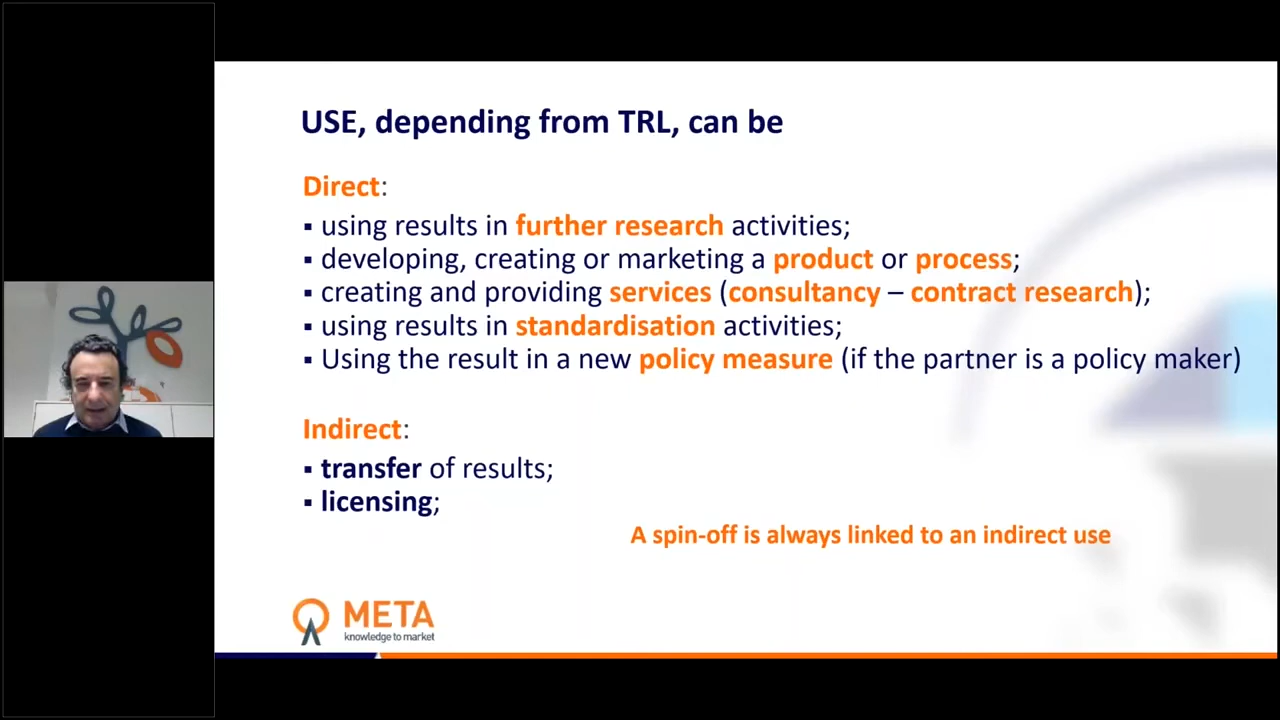 USE, depending from TRL, can be
Direct:
▪ using results in further research activities;
▪ developing, creating or marketing a product or process;
▪ creating and providing services (consultancy – contract research);
▪ using results in standardisation activities;
▪ Using the result in a new policy measure (if the partner is a policy maker)
Indirect:
▪ transfer of results;
▪ licensing;
A spin-off is always linked to an indirect use
META
knowledge to market